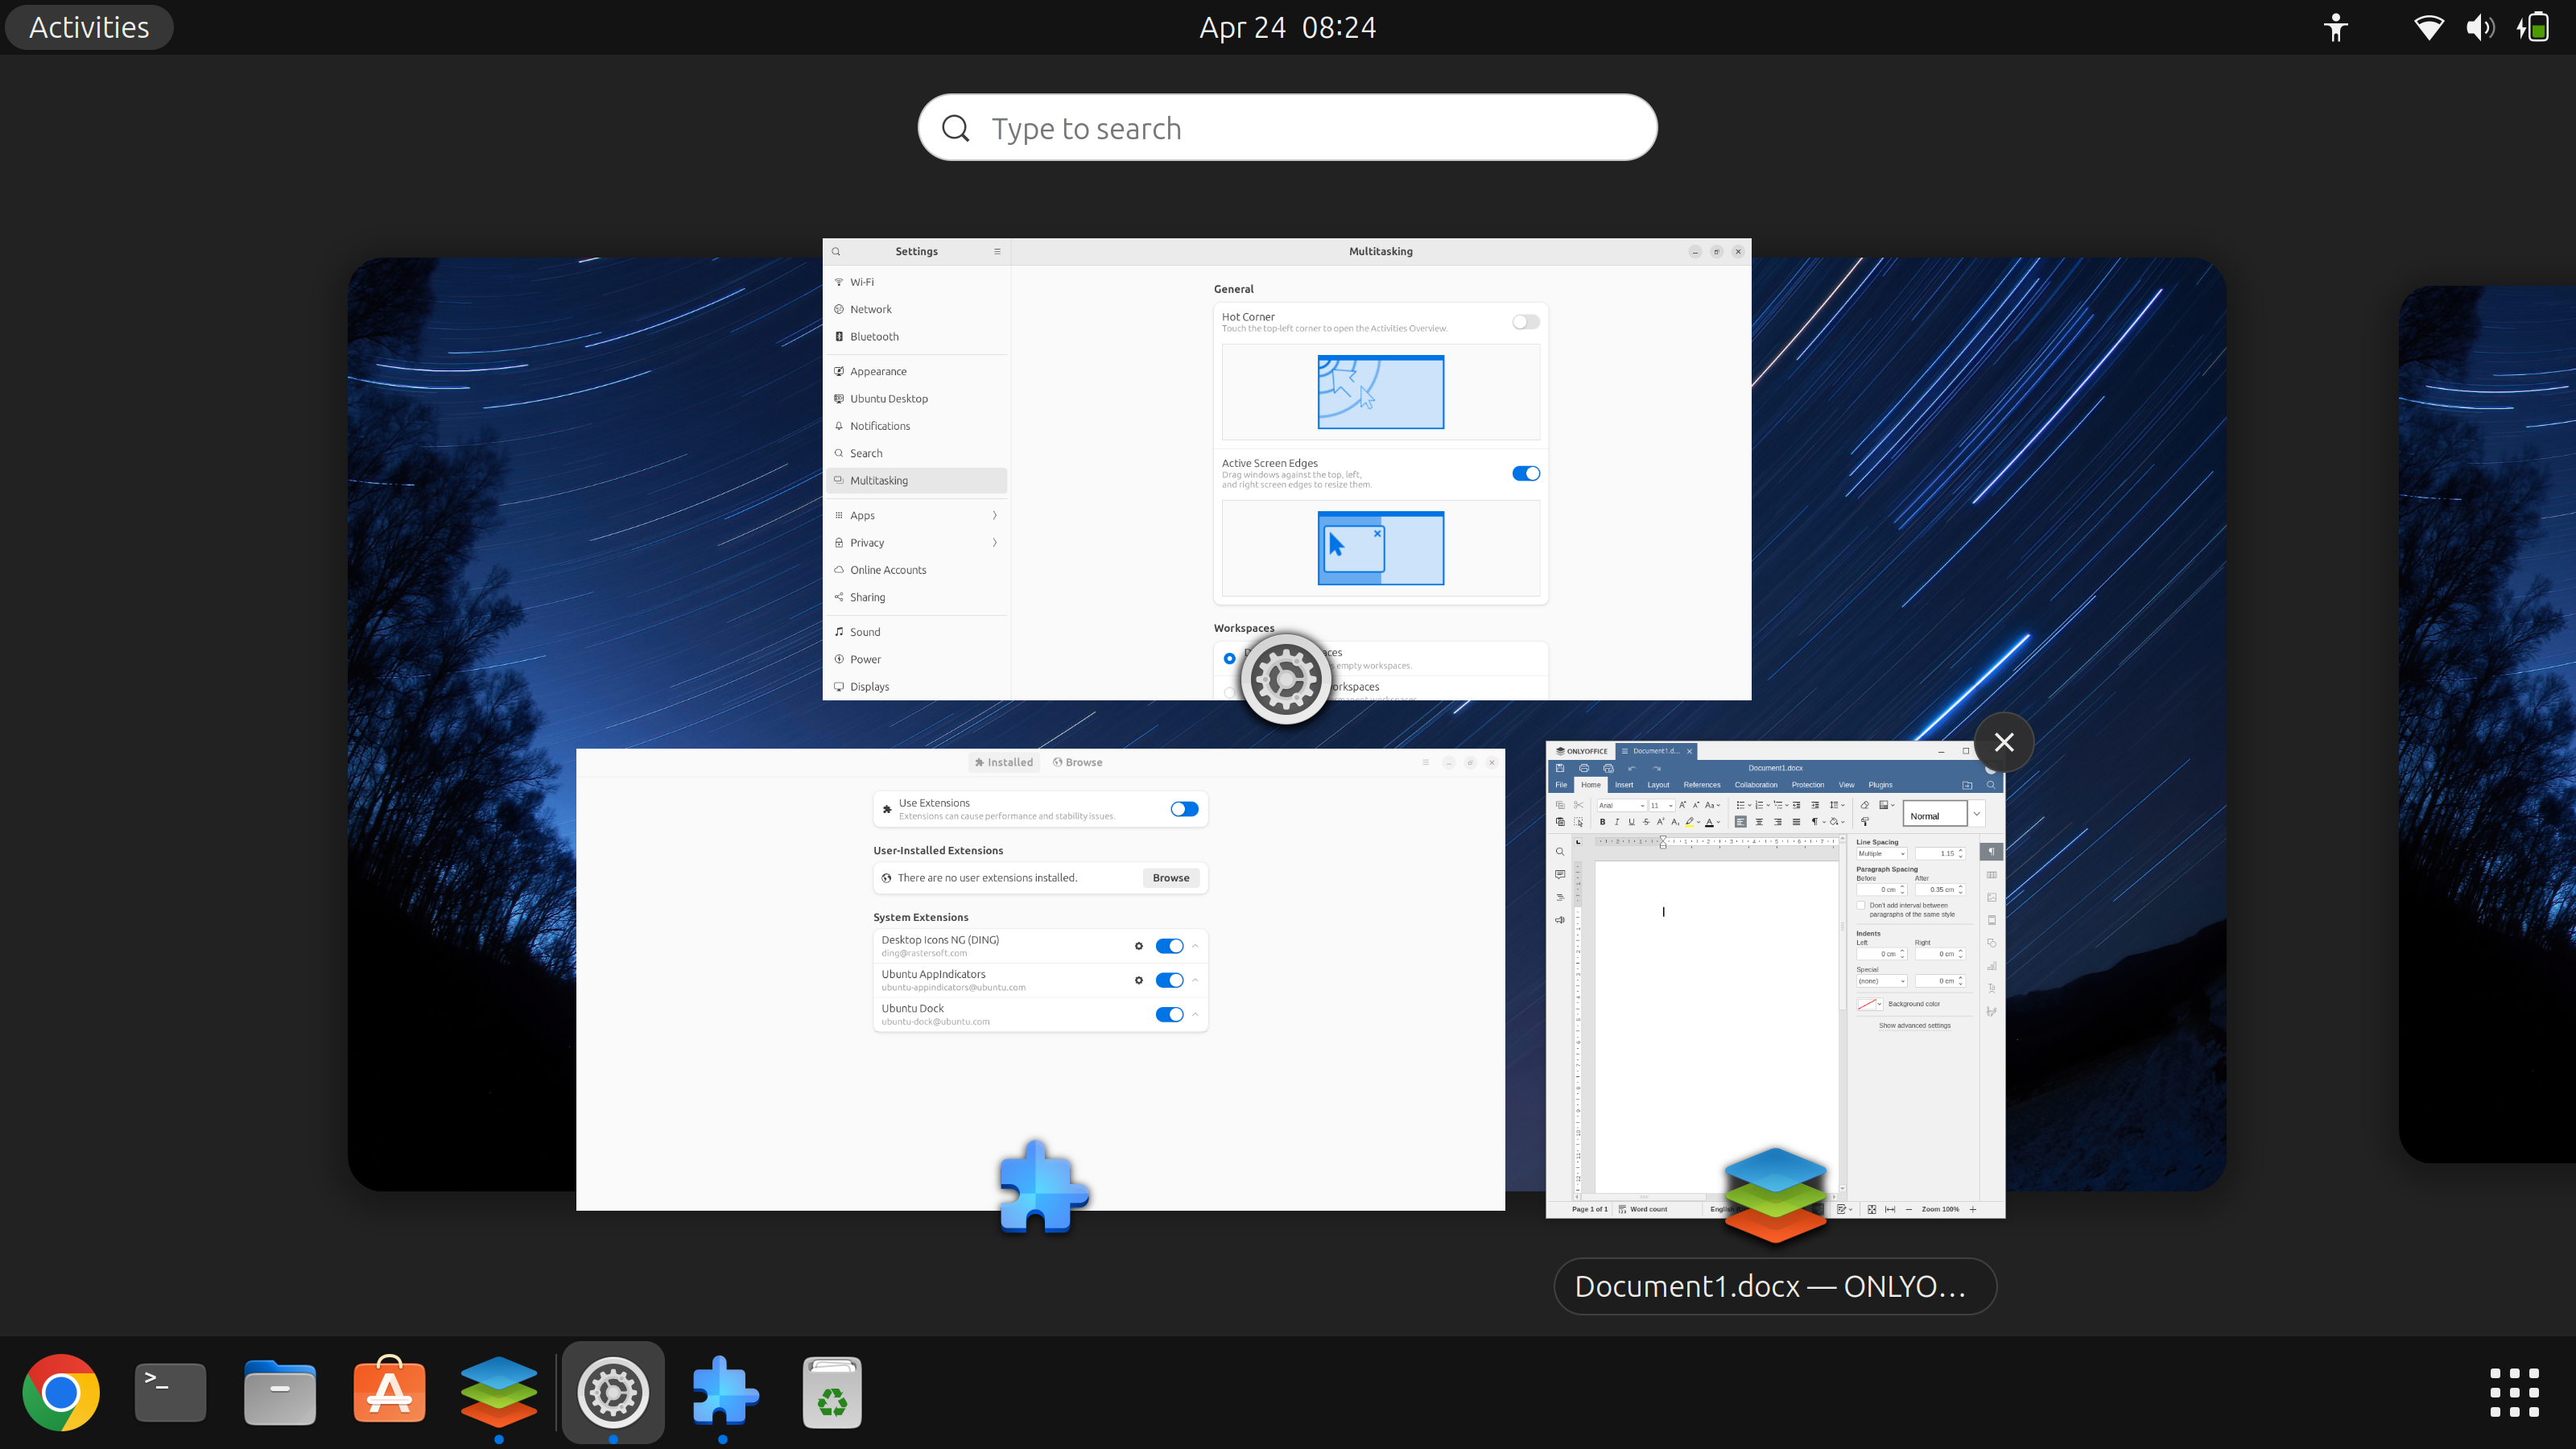 Activities
Apr 24 08:24
Type to search
Settings
Multitasking
Wi-Fi
Network
Bluetooth
Appearance
Ubuntu Desktop
Notifications
Search
Multitasking
Apps
Privacy
Online Accounts
Sharing
Sound
Power
Displays
General
Hot Corner
Touch the top-left corner to open the Activities Overview.
Active Screen Edges
Drag windows against the top, left,
and right screen edges to resize them.
Workspaces
empty workspaces.
Installed
Browse
Use Extensions
Extensions can cause performance and stability issues.
User-Installed Extensions
There are no user extensions installed.
Browse
System Extensions
Desktop Icons NG (DING)
ding@rastersoft.com
Ubuntu AppIndicators
ubuntu-appindicators@ubuntu.com
Ubuntu Dock
ubuntu-dock@ubuntu.com
ONLYOFFICE
Document1.d...
Document1.docx
File Home Insert Layout References Collaboration Protection View Plugins
Arial 11
Normal
Line Spacing
Multiple 1.15
Paragraph Spacing
Before After
0 cm 0.35 cm
Don't add interval between
paragraphs of the same style
Indents
Left Right
0 cm 0 cm
Special
(none) 0 cm
Background color
Show advanced settings
Page 1 of 1 Word count
Zoom 100%
Document1.docx — ONLYO...